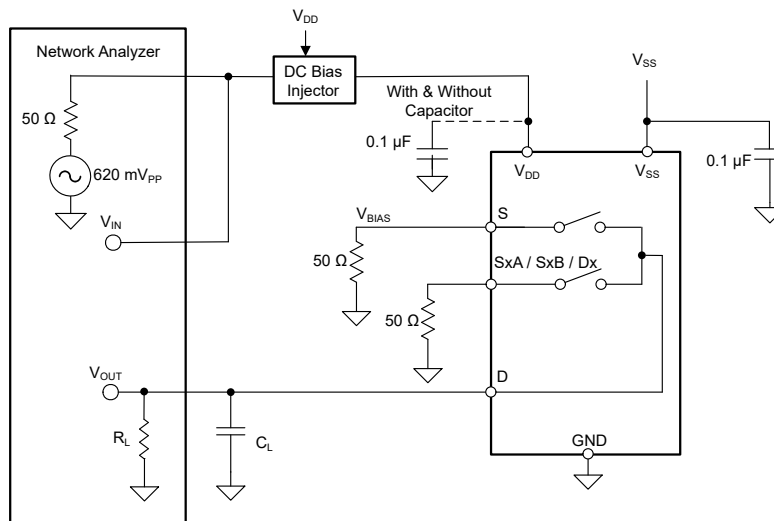 V_DD
Network Analyzer
DC Bias
Injector
V_SS
With & Without
Capacitor
50 Ω
0.1 µF
0.1 µF
V_DD
V_SS
620 mV_PP
V_IN
V_BIAS
S
50 Ω
SxA / SxB / Dx
50 Ω
V_OUT
D
R_L
C_L
GND